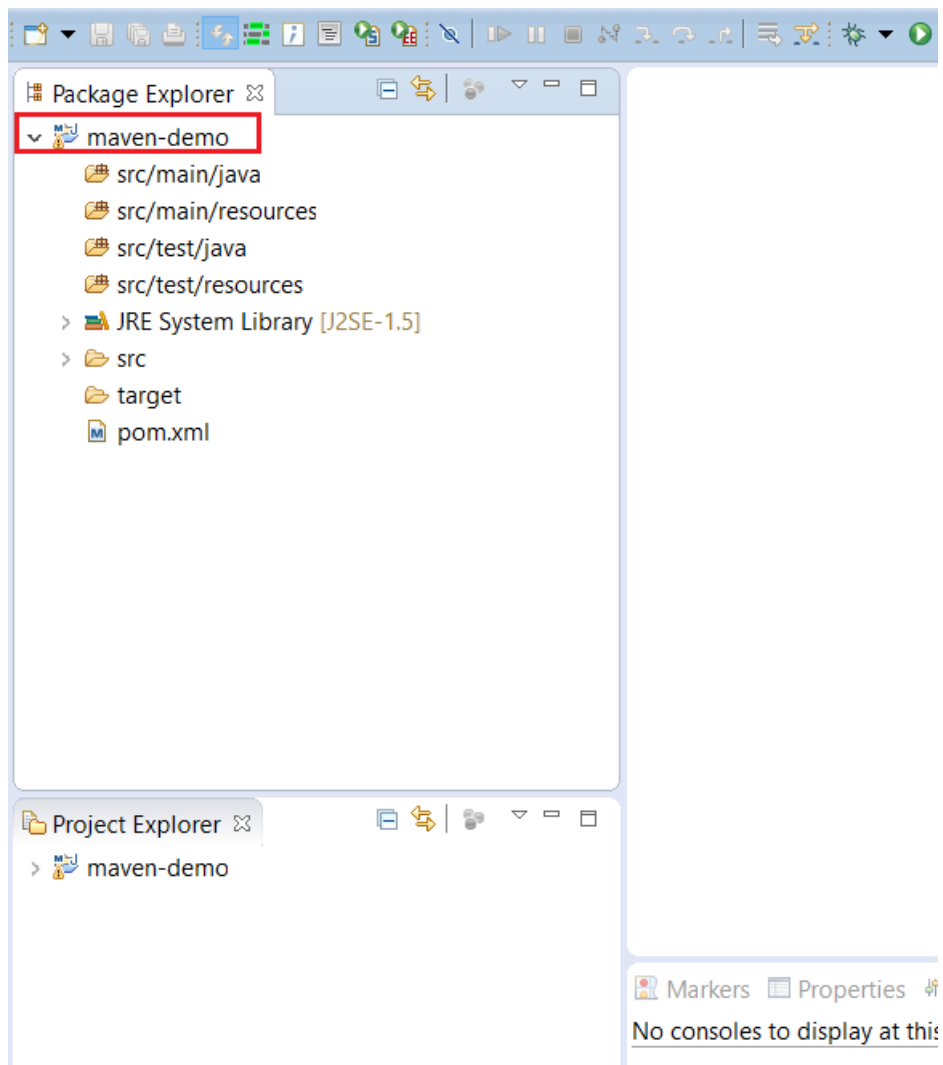 Package Explorer
maven-demo
src/main/java
src/main/resources
src/test/java
src/test/resources
JRE System Library [J2SE-1.5]
src
target
pom.xml
Project Explorer
maven-demo
Markers Properties
No consoles to display at this